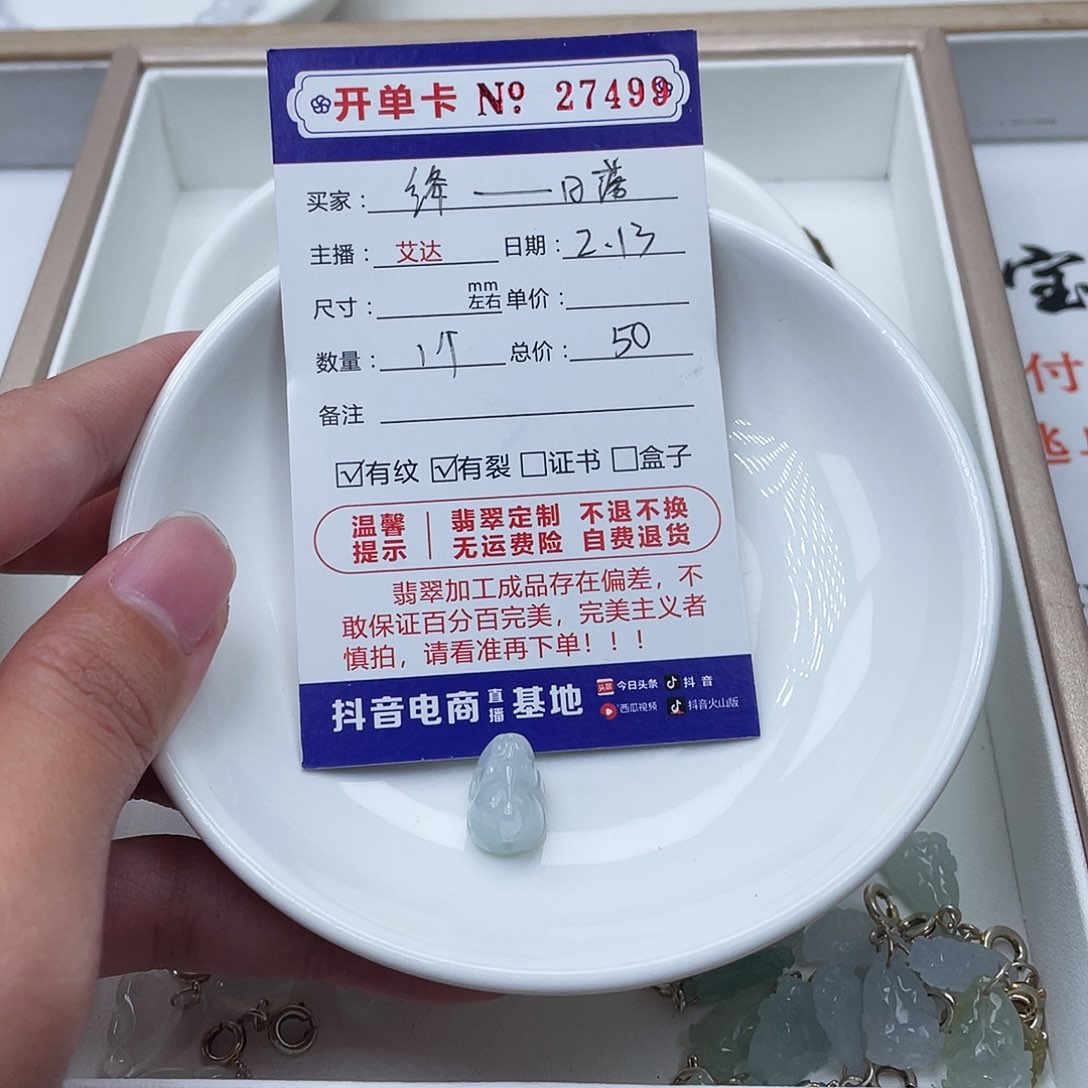 开单卡 № 27499
买家：绛——日落
主播：艾达 日期：2.13
尺寸： mm左右 单价：
数量：1个 总价：50
备注
☑有纹 ☑有裂 □证书 □盒子
温馨提示
翡翠定制 不退不换
无运费险 自费退货
翡翠加工成品存在偏差，不
敢保证百分百完美，完美主义者
慎拍，请看准再下单！！！
抖音电商直播基地
头条 今日头条 抖音
西瓜视频 抖音火山版
宝
付